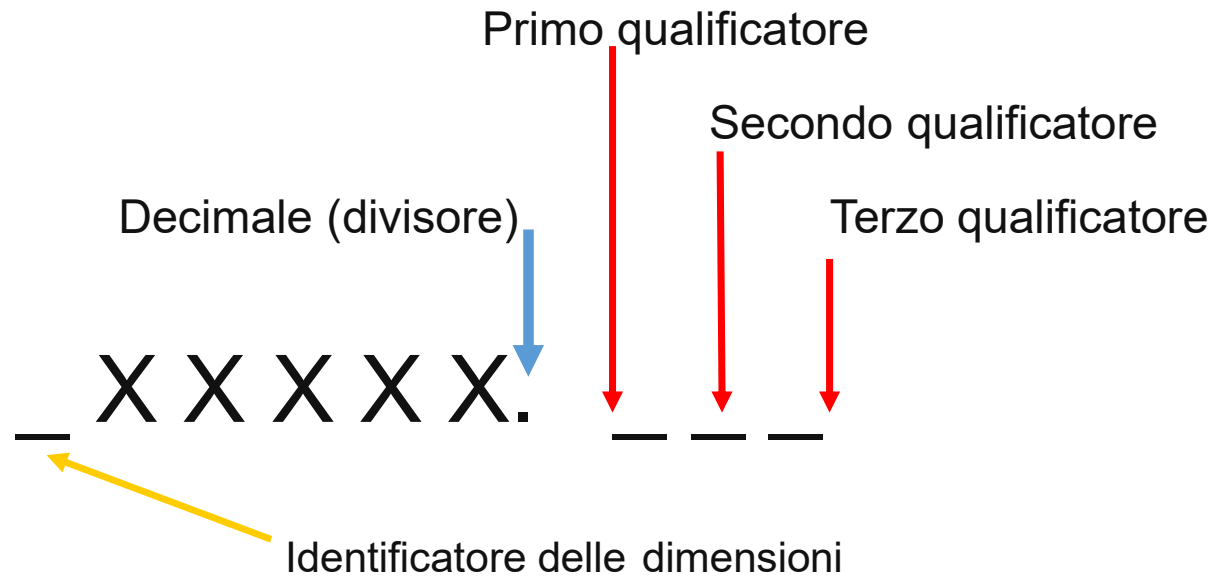 Primo qualificatore
Secondo qualificatore
Decimale (divisore)
Terzo qualificatore
_ X X X X X. _ _ _
Identificatore delle dimensioni